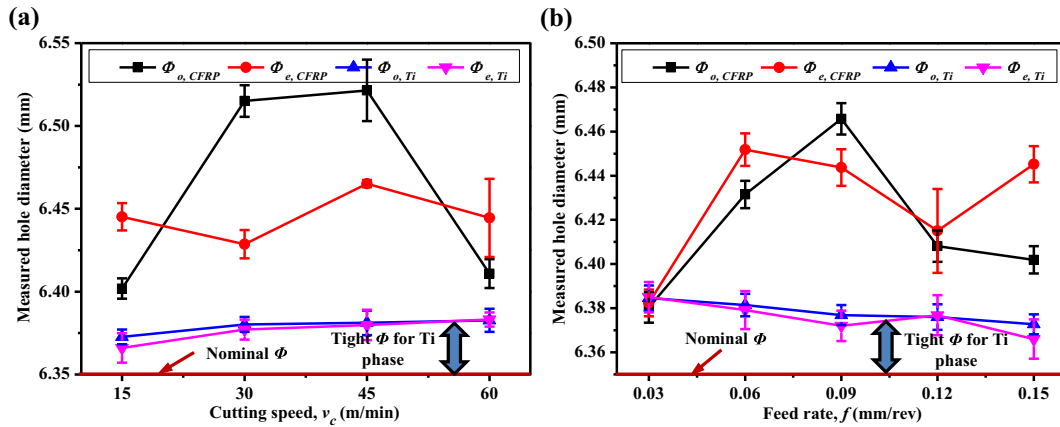 (a)
6.55
6.50
6.45
6.40
6.35
Measured hole diameter (mm)
Φo, CFRP Φe, CFRP Φo, Ti Φe, Ti
Nominal Φ
Tight Φ for Ti
phase
15 30 45 60
Cutting speed, vc (m/min)
(b)
6.50
6.48
6.46
6.44
6.42
6.40
6.38
6.36
Measured hole diameter (mm)
Φo, CFRP Φe, CFRP Φo, Ti Φe, Ti
Nominal Φ
Tight Φ for Ti
phase
0.03 0.06 0.09 0.12 0.15
Feed rate, f (mm/rev)